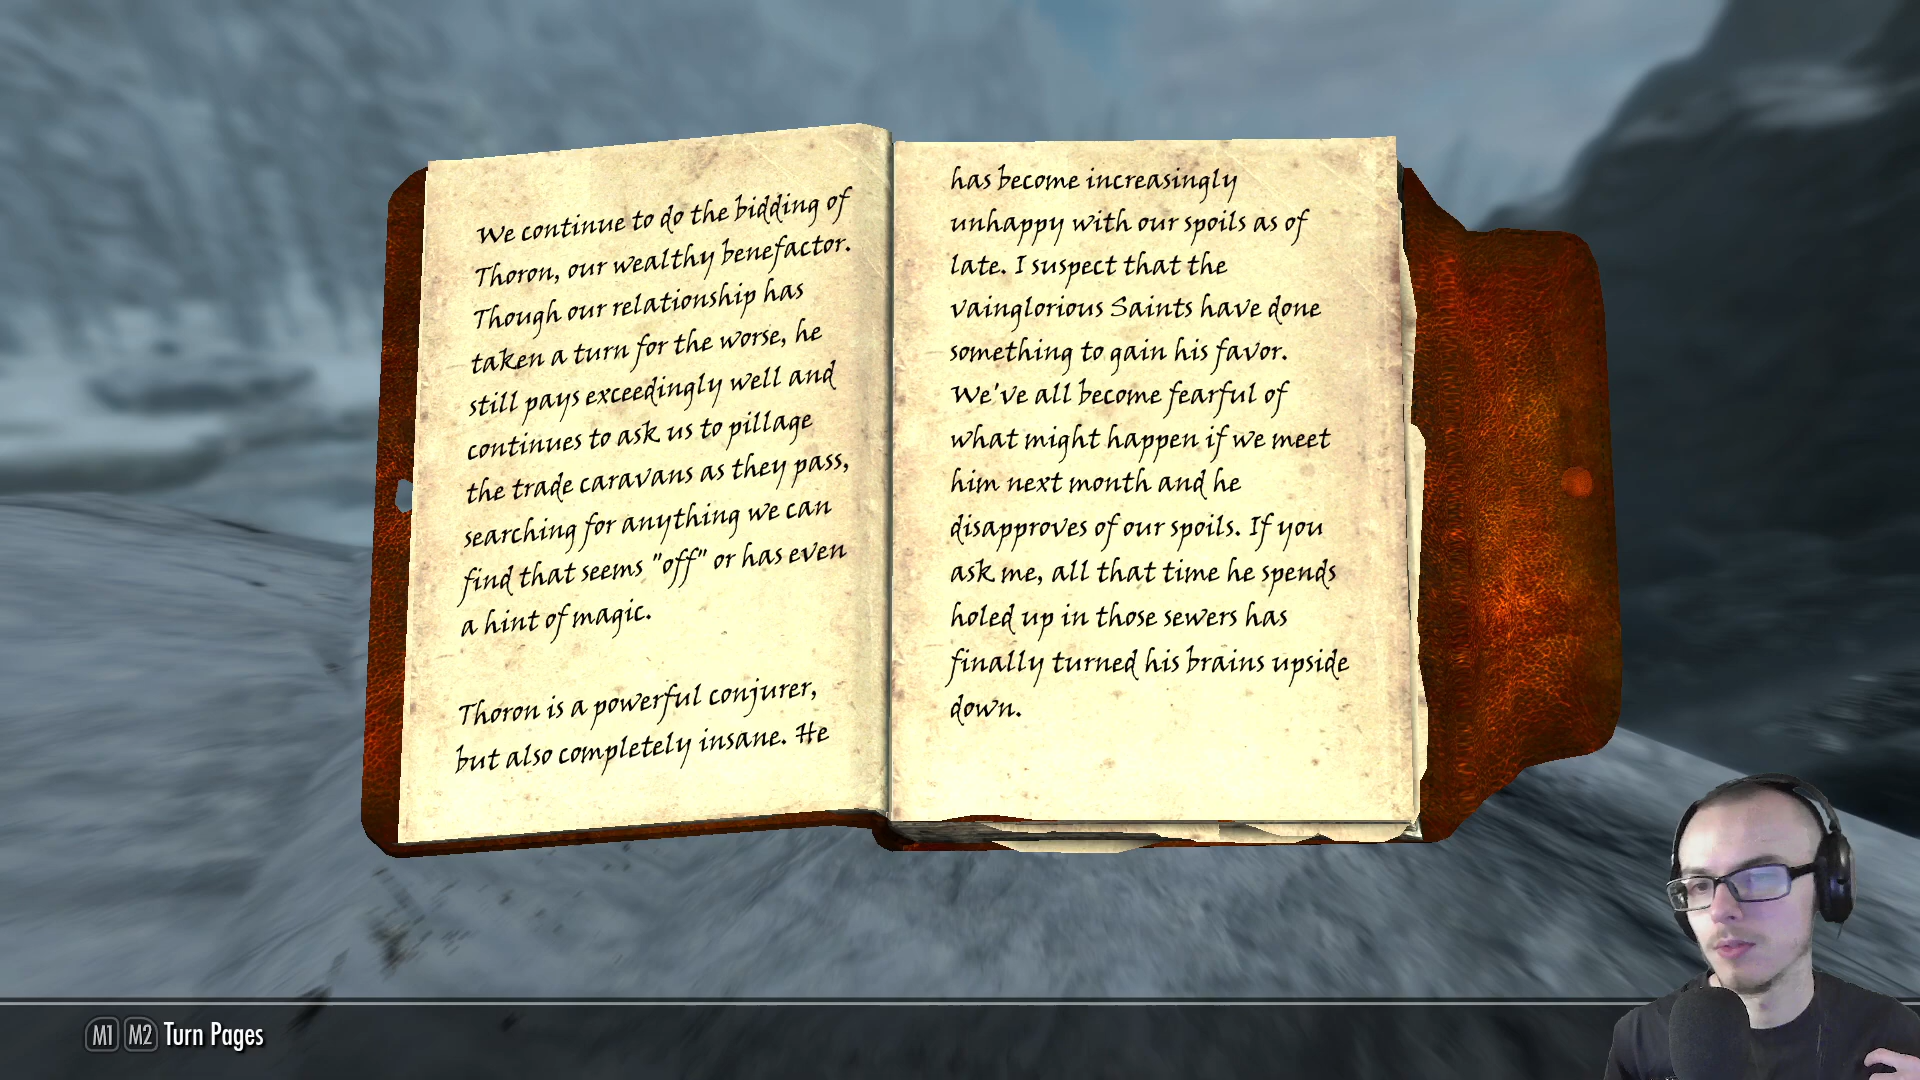 We continue to do the bidding of
Thoron, our wealthy benefactor.
Though our relationship has
taken a turn for the worse, he
still pays exceedingly well and
continues to ask us to pillage
the trade caravans as they pass,
searching for anything we can
find that seems "off" or has even
a hint of magic.
Thoron is a powerful conjurer,
but also completely insane. He
has become increasingly
unhappy with our spoils as of
late. I suspect that the
vainglorious Saints have done
something to gain his favor.
We've all become fearful of
what might happen if we meet
him next month and he
disapproves of our spoils. If you
ask me, all that time he spends
holed up in those sewers has
finally turned his brains upside
down.
M1 M2 Turn Pages